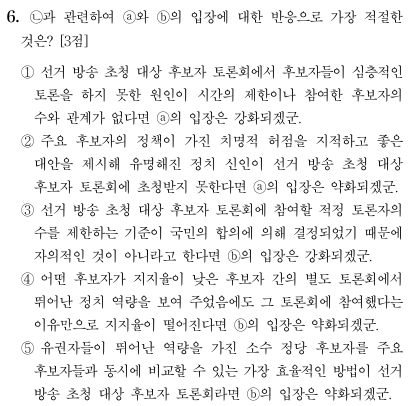 6. ㉡과 관련하여 ⓐ와 ⓑ의 입장에 대한 반응으로 가장 적절한
것은? [3점]
① 선거 방송 초청 대상 후보자 토론회에서 후보자들이 심층적인
토론을 하지 못한 원인이 시간의 제한이나 참여한 후보자의
수와 관계가 없다면 ⓐ의 입장은 강화되겠군.
② 주요 후보자의 정책이 가진 치명적 허점을 지적하고 좋은
대안을 제시해 유명해진 정치 신인이 선거 방송 초청 대상
후보자 토론회에 초청받지 못한다면 ⓐ의 입장은 약화되겠군.
③ 선거 방송 초청 대상 후보자 토론회에 참여할 적정 토론자의
수를 제한하는 기준이 국민의 합의에 의해 결정되었기 때문에
자의적인 것이 아니라고 한다면 ⓑ의 입장은 강화되겠군.
④ 어떤 후보자가 지지율이 낮은 후보자 간의 별도 토론회에서
뛰어난 정치 역량을 보여 주었음에도 그 토론회에 참여했다는
이유만으로 지지율이 떨어진다면 ⓑ의 입장은 약화되겠군.
⑤ 유권자들이 뛰어난 역량을 가진 소수 정당 후보자를 주요
후보자들과 동시에 비교할 수 있는 가장 효율적인 방법이 선거
방송 초청 대상 후보자 토론회라면 ⓑ의 입장은 약화되겠군.